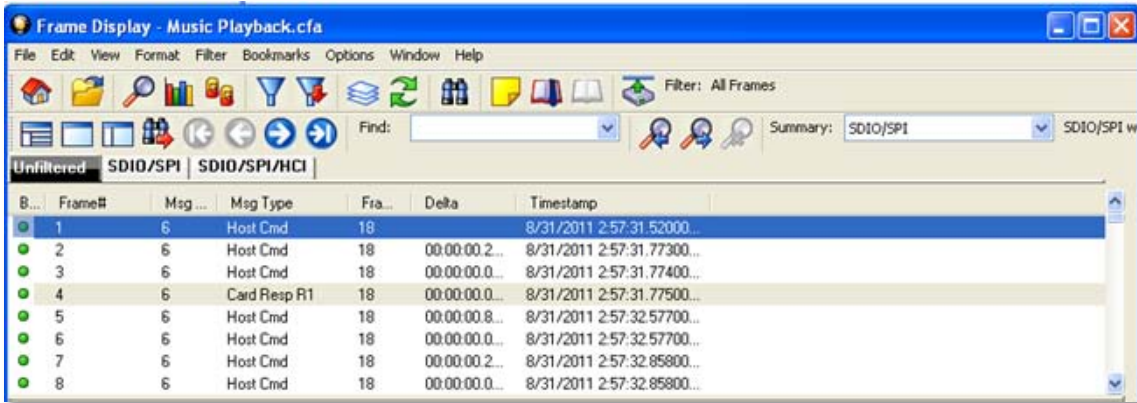 Frame Display - Music Playback.cfa
File Edit View Format Filter Bookmarks Options Window Help
Filter: All Frames
Find: Summary: SDIO/SPI SDIO/SPI w
Unfiltered SDIO/SPI SDIO/SPI/HCI
B... Frame# Msg ... Msg Type Fra... Delta Timestamp
1 6 Host Cmd 18 8/31/2011 2:57:31.52000...
2 6 Host Cmd 18 00:00:00.2... 8/31/2011 2:57:31.77300...
3 6 Host Cmd 18 00:00:00.0... 8/31/2011 2:57:31.77400...
4 6 Card Resp R1 18 00:00:00.0... 8/31/2011 2:57:31.77500...
5 6 Host Cmd 18 00:00:00.8... 8/31/2011 2:57:32.57700...
6 6 Host Cmd 18 00:00:00.0... 8/31/2011 2:57:32.57700...
7 6 Host Cmd 18 00:00:00.2... 8/31/2011 2:57:32.85800...
8 6 Host Cmd 18 00:00:00.0... 8/31/2011 2:57:32.85800...